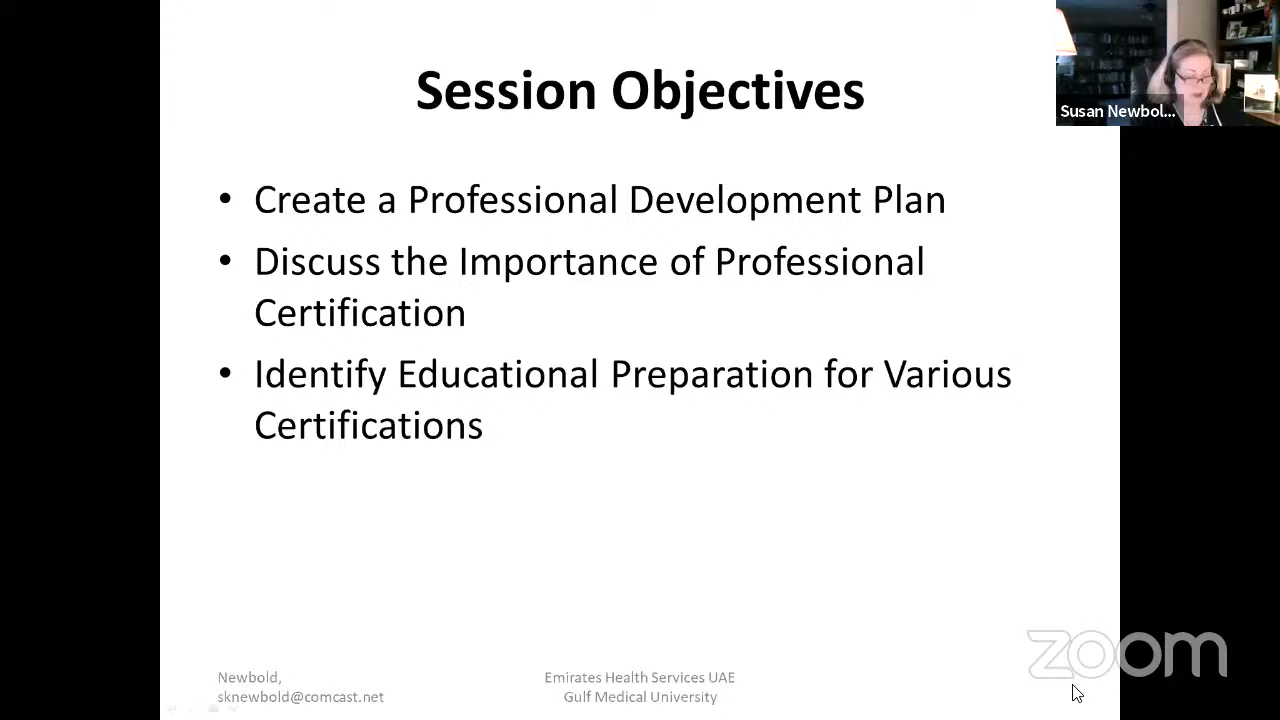 Session Objectives
Susan Newbol...
• Create a Professional Development Plan
• Discuss the Importance of Professional
Certification
• Identify Educational Preparation for Various
Certifications
zoom
Newbold,
sknewbold@comcast.net
Emirates Health Services UAE
Gulf Medical University